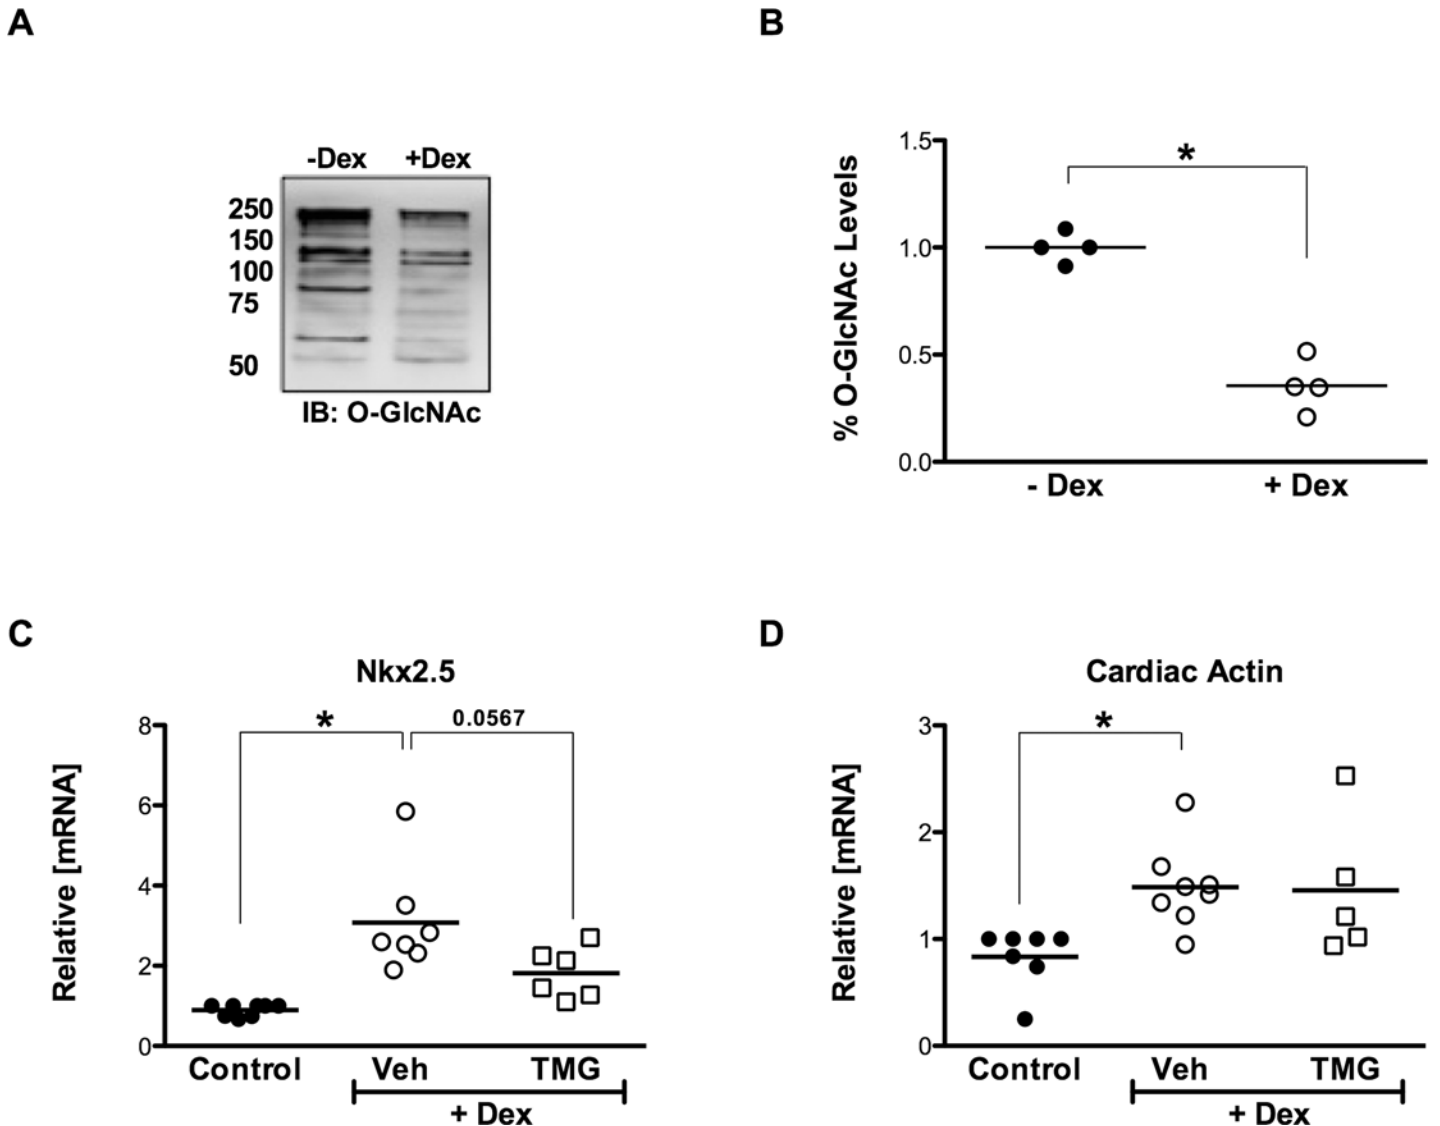 A
-Dex +Dex
250
150
100
75
50
IB: O-GlcNAc
B
% O-GlcNAc Levels
1.5
1.0
0.5
0.0
*
- Dex + Dex
C
Nkx2.5
Relative [mRNA]
8
6
4
2
0
* 0.0567
Control Veh TMG
+ Dex
D
Cardiac Actin
Relative [mRNA]
3
2
1
0
*
Control Veh TMG
+ Dex